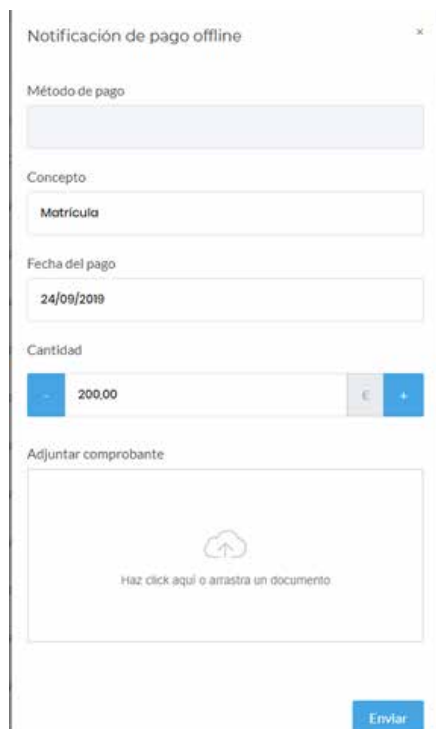 Notificación de pago offline ×
Método de pago
Concepto
Matrícula
Fecha del pago
24/09/2019
Cantidad
- 200,00 € +
Adjuntar comprobante
Haz click aquí o arrastra un documento
Enviar